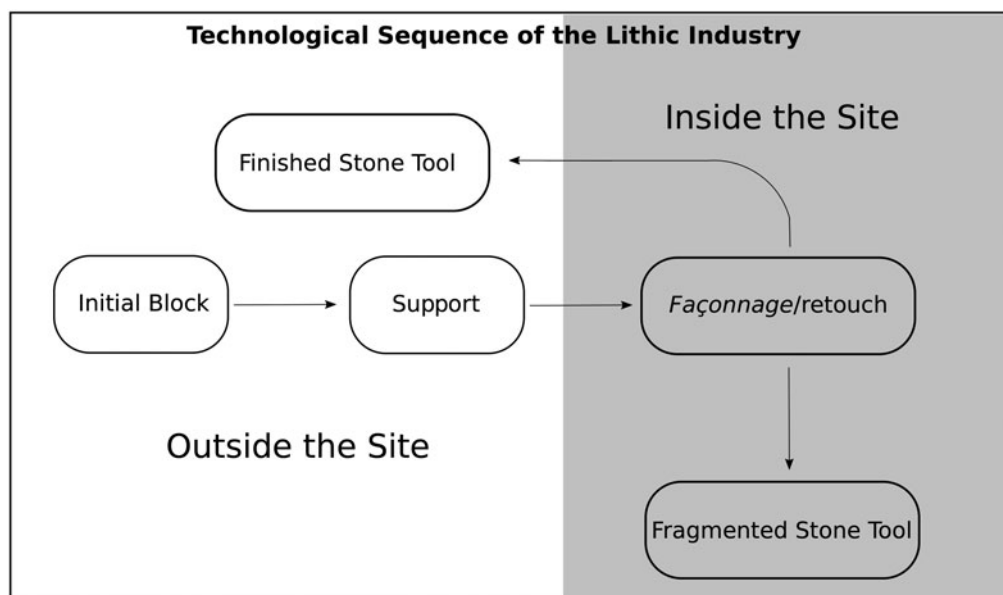 Technological Sequence of the Lithic Industry
Inside the Site
Finished Stone Tool
Initial Block
Support
Façonnage/retouch
Outside the Site
Fragmented Stone Tool